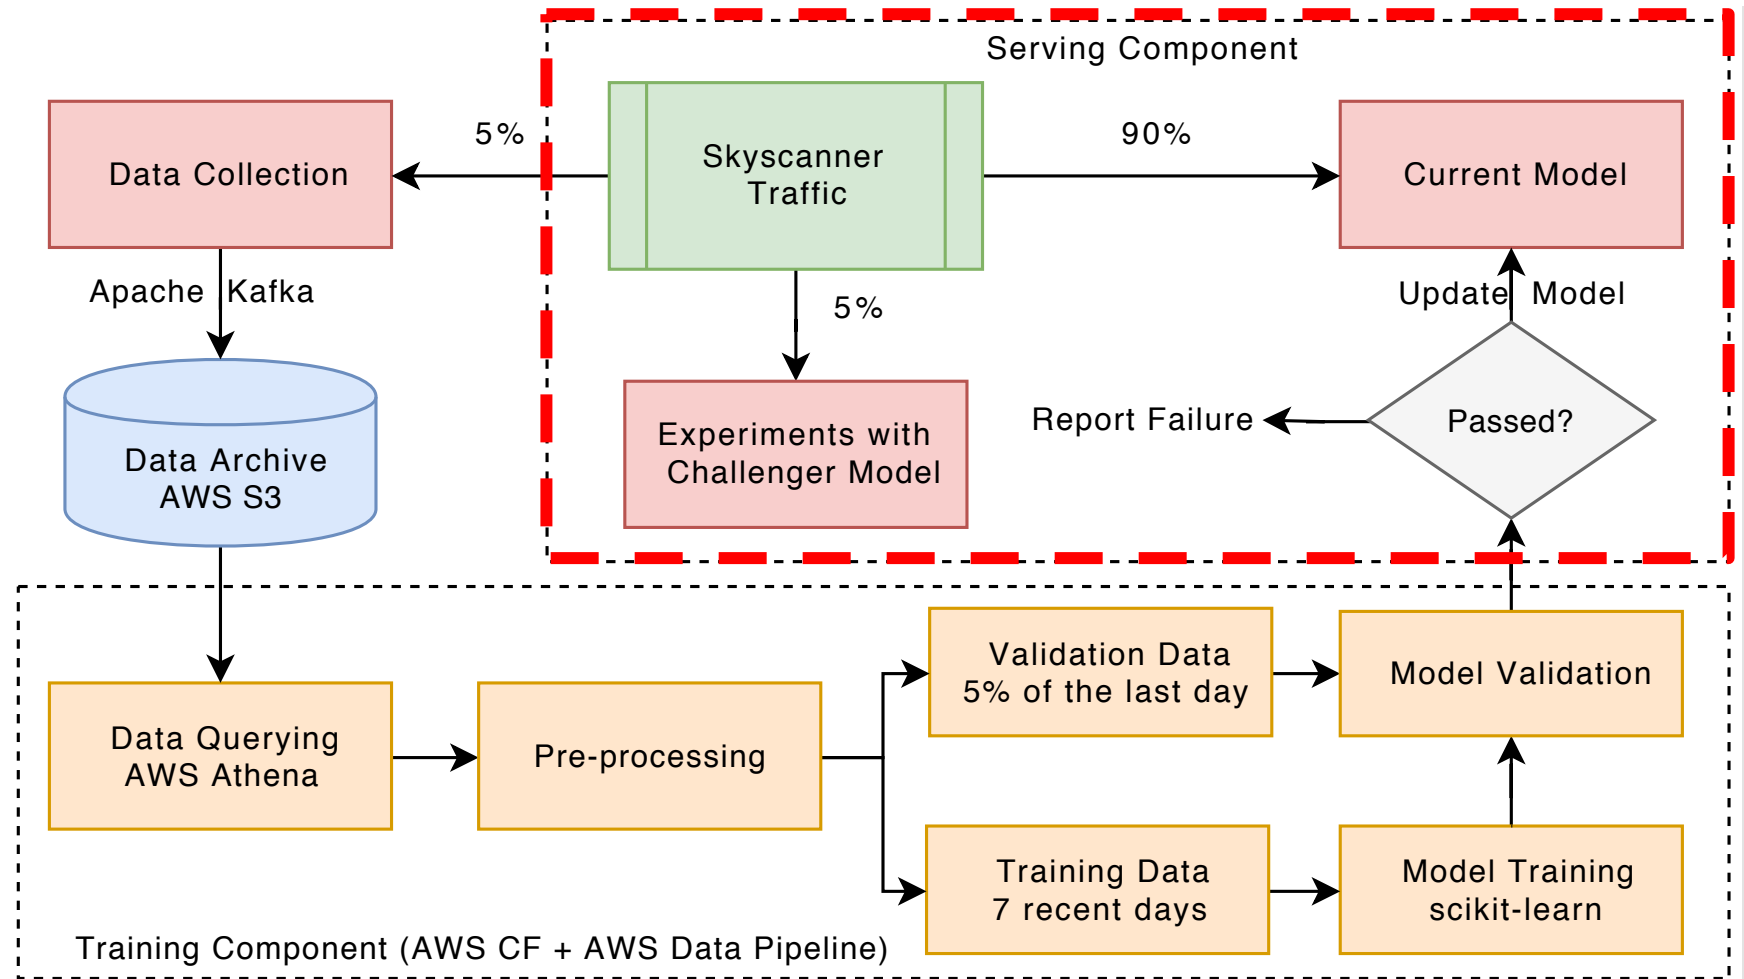 Serving Component
5%
Skyscanner
Traffic
90%
Data Collection
Current Model
Apache Kafka
5%
Update Model
Experiments with
Challenger Model
Report Failure
Passed?
Data Archive
AWS S3
Validation Data
5% of the last day
Model Validation
Data Querying
AWS Athena
Pre-processing
Training Data
7 recent days
Model Training
scikit-learn
Training Component (AWS CF + AWS Data Pipeline)